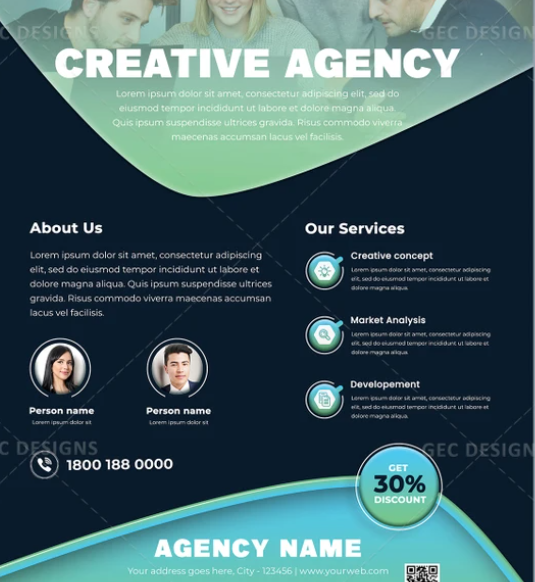 GEC DESIGNS
GEC DESIGNS
CREATIVE AGENCY
Lorem ipsum dolor sit amet, consectetur adipiscing elit, sed do
eiusmod tempor incididunt ut labore et dolore magna aliqua.
Quis ipsum suspendisse ultrices gravida. Risus commodo viverra
maecenas accumsan lacus vel facilisis.
About Us
Lorem ipsum dolor sit amet, consectetur adipiscing
elit, sed do eiusmod tempor incididunt ut labore et
dolore magna aliqua. Quis ipsum suspendisse ultrices
gravida. Risus commodo viverra maecenas accumsan
lacus vel facilisis.
Person name
Lorem ipsum dolor sit
Person name
Lorem ipsum dolor sit
1800 188 0000
Our Services
Creative concept
Lorem ipsum dolor sit amet, consectetur adipiscing
elit, sed do eiusmod tempor incididunt ut labore et
dolore magna aliqua.
Market Analysis
Lorem ipsum dolor sit amet, consectetur adipiscing
elit, sed do eiusmod tempor incididunt ut labore et
dolore magna aliqua.
Developement
Lorem ipsum dolor sit amet, consectetur adipiscing
elit, sed do eiusmod tempor incididunt ut labore et
dolore magna aliqua.
GEC DESIGNS
GEC DESIGNS
GET
30%
DISCOUNT
AGENCY NAME
Your address goes here, City - 123456 | www.yourweb.com